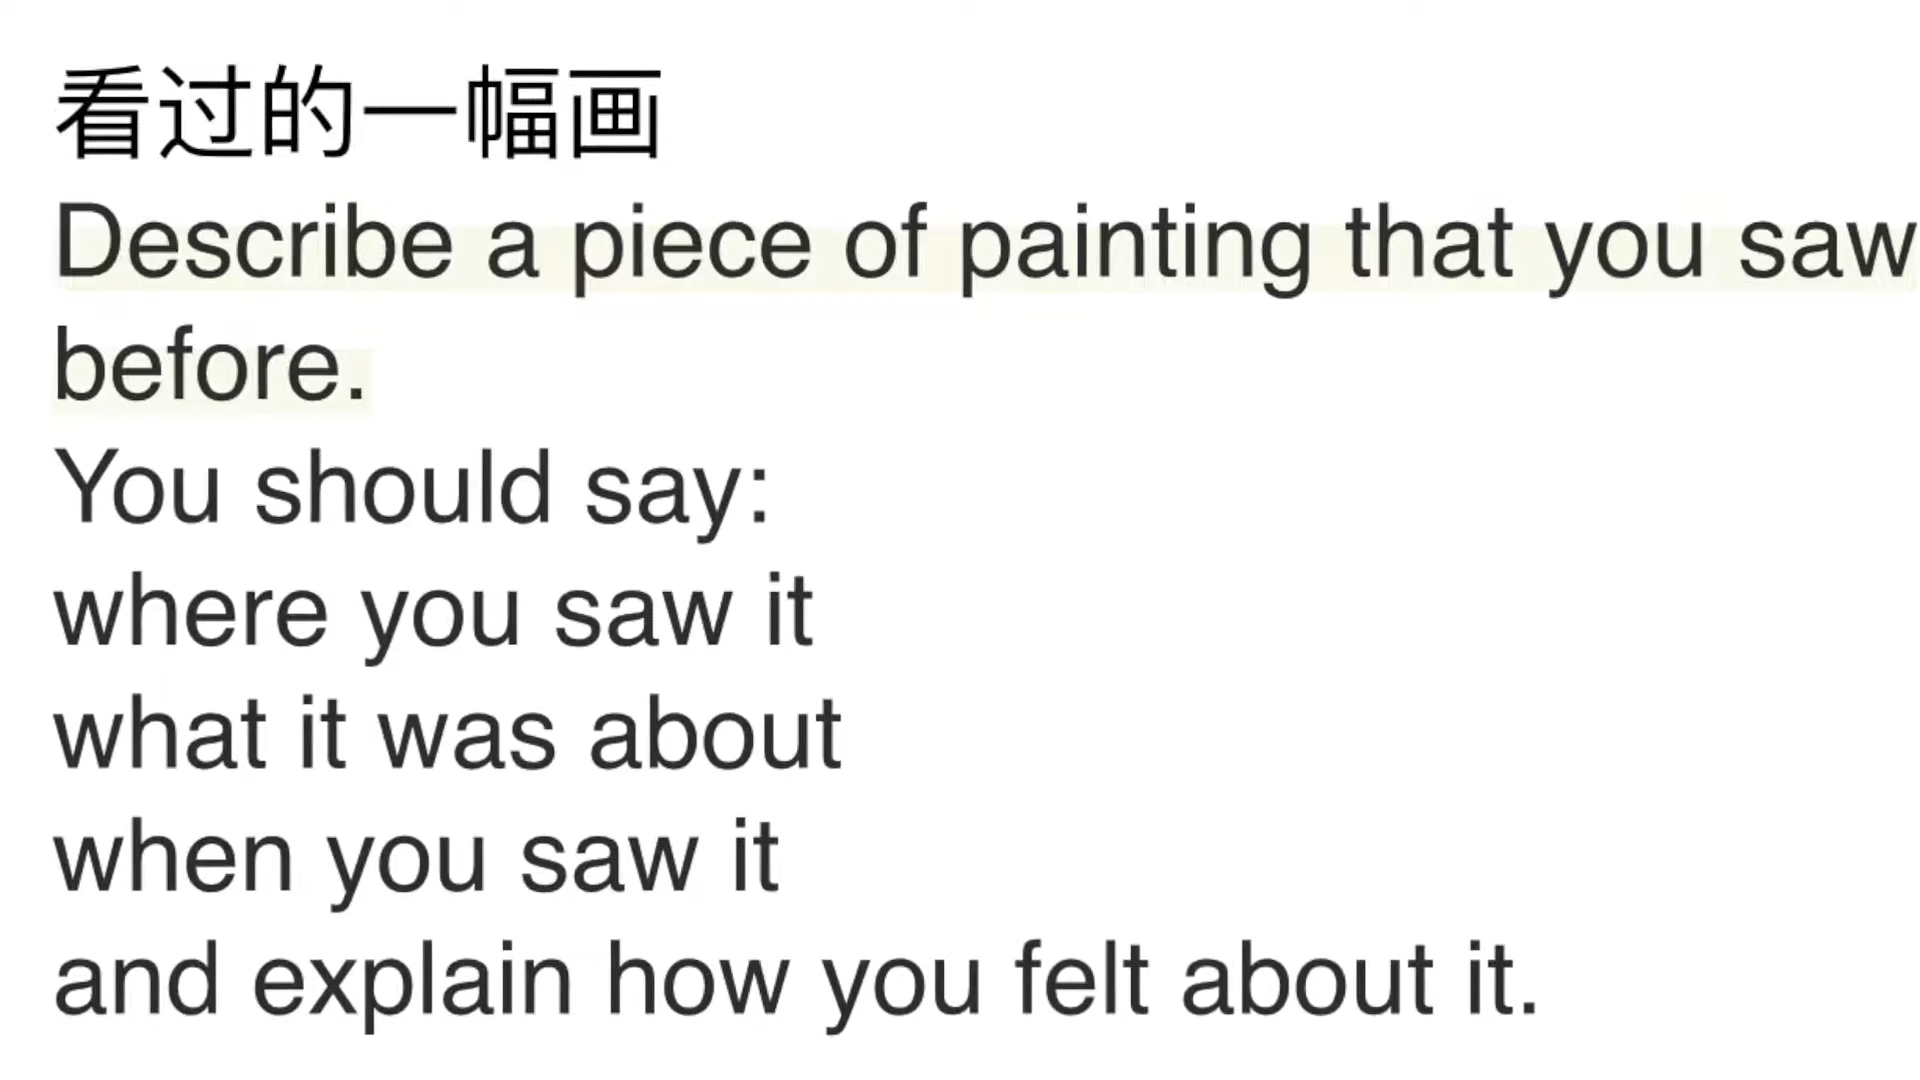 看过的一幅画
Describe a piece of painting that you saw
before.
You should say:
where you saw it
what it was about
when you saw it
and explain how you felt about it.